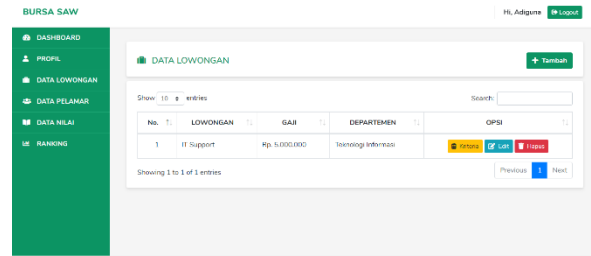 BURSA SAW
Hi, Adiguna Logout
DASHBOARD
PROFIL
DATA LOWONGAN
DATA PELAMAR
DATA NILAI
RANKING
DATA LOWONGAN
+ Tambah
Show 10 entries
Search:
No. LOWONGAN GAJI DEPARTEMEN OPSI
1 IT Support Rp. 5.000.000 Teknologi Informasi Kriteria Edit Hapus
Showing 1 to 1 of 1 entries
Previous 1 Next